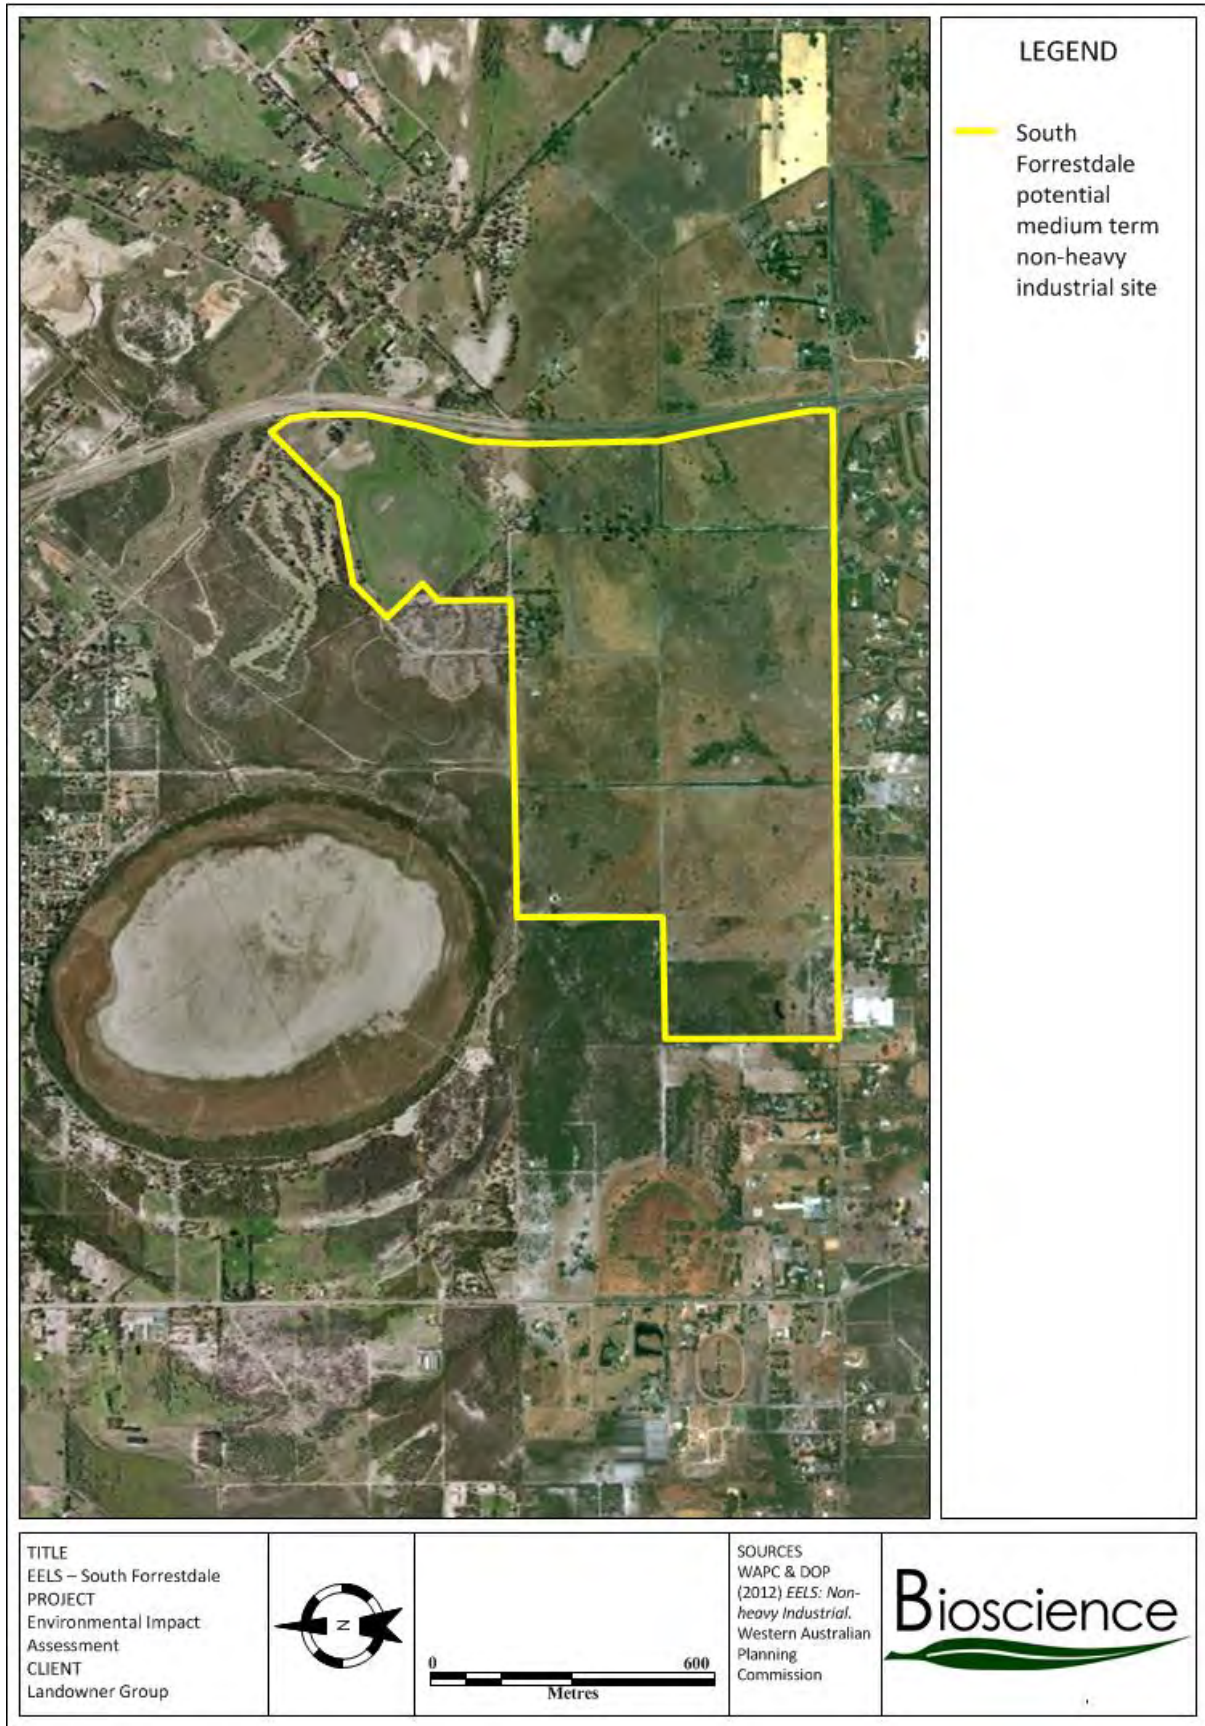 LEGEND
South
Forrestdale
potential
medium term
non-heavy
industrial site
TITLE
EELS – South Forrestdale
PROJECT
Environmental Impact
Assessment
CLIENT
Landowner Group
N
0 600
Metres
SOURCES
WAPC & DOP
(2012) EELS: Non-
heavy Industrial.
Western Australian
Planning
Commission
Bioscience